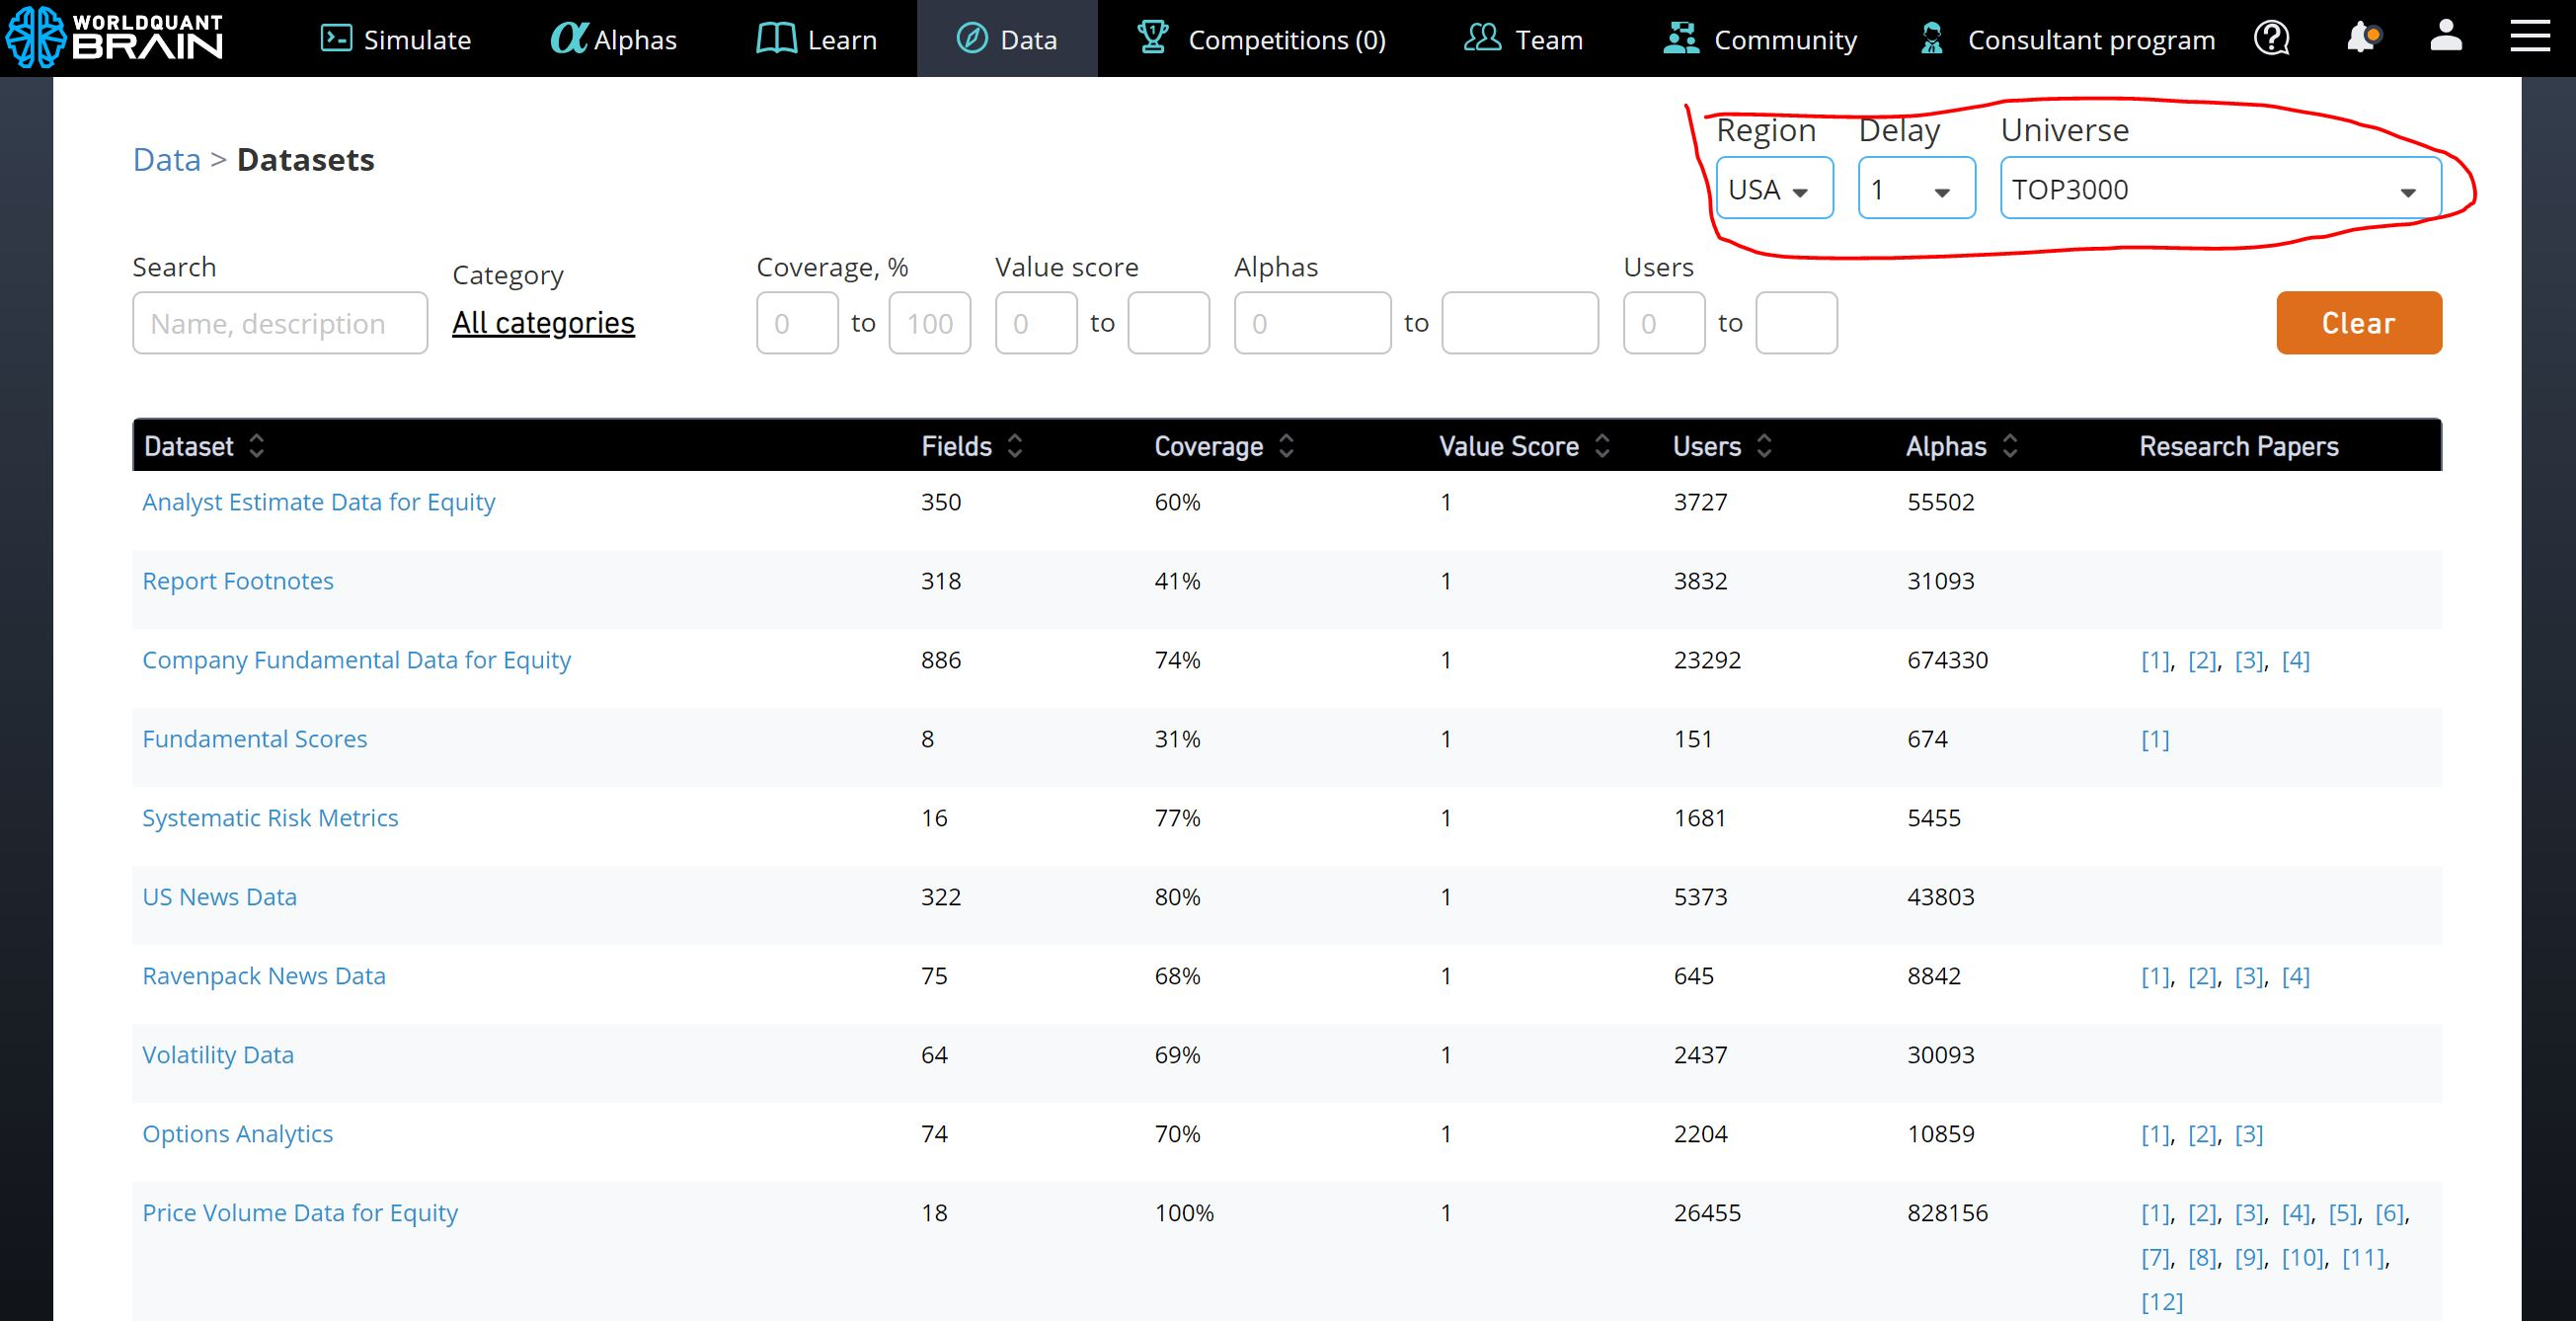 WORLDQUANT
BRAIN
Simulate
Alphas
Learn
Data
Competitions (0)
Team
Community
Consultant program
Data > Datasets
Region Delay Universe
USA 1 TOP3000
Search Category Coverage, % Value score Alphas Users
Name, description All categories 0 to 100 0 to 0 to 0 to Clear
Dataset Fields Coverage Value Score Users Alphas Research Papers
Analyst Estimate Data for Equity 350 60% 1 3727 55502
Report Footnotes 318 41% 1 3832 31093
Company Fundamental Data for Equity 886 74% 1 23292 674330 [1], [2], [3], [4]
Fundamental Scores 8 31% 1 151 674 [1]
Systematic Risk Metrics 16 77% 1 1681 5455
US News Data 322 80% 1 5373 43803
Ravenpack News Data 75 68% 1 645 8842 [1], [2], [3], [4]
Volatility Data 64 69% 1 2437 30093
Options Analytics 74 70% 1 2204 10859 [1], [2], [3]
Price Volume Data for Equity 18 100% 1 26455 828156 [1], [2], [3], [4], [5], [6],
[7], [8], [9], [10], [11],
[12]